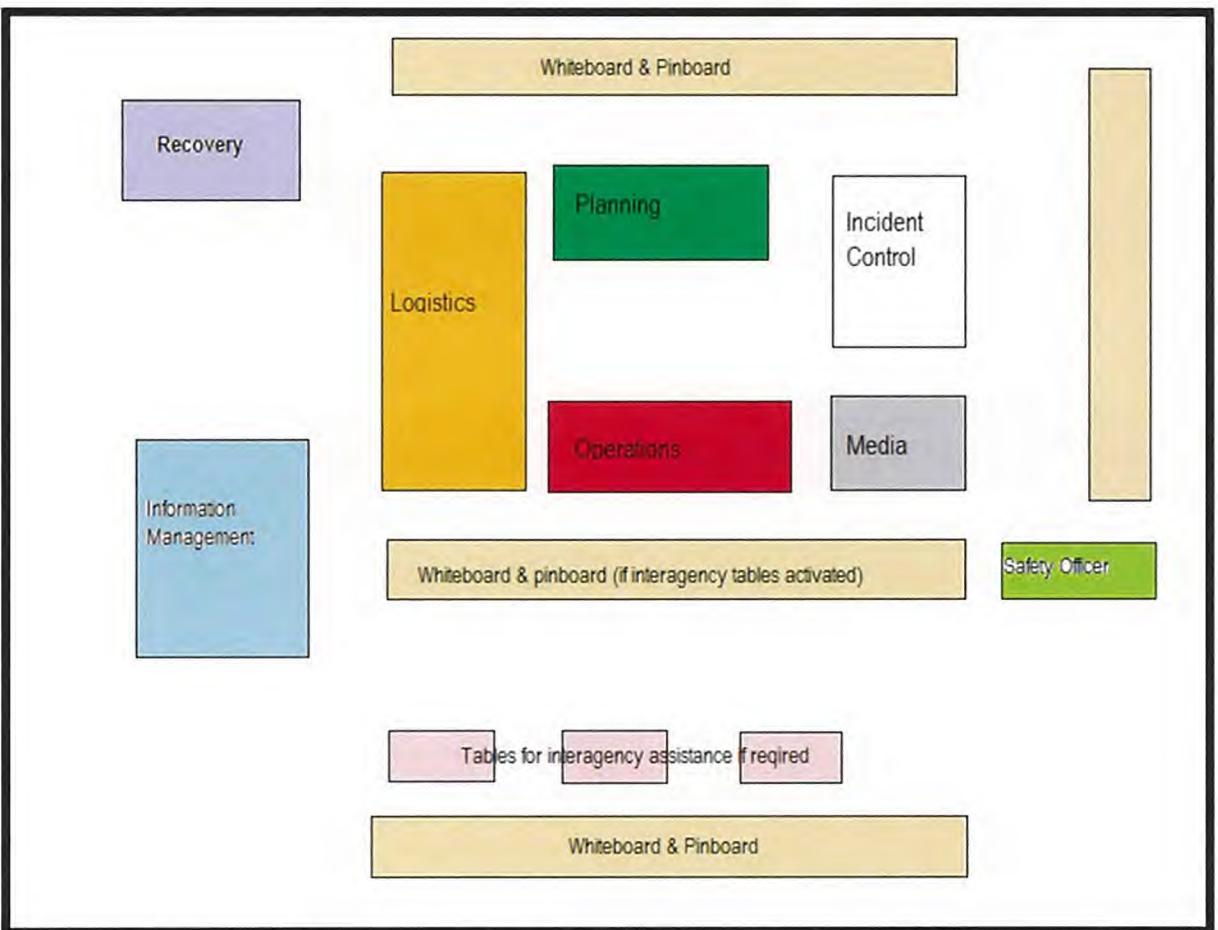 Whiteboard & Pinboard
Recovery
Planning
Incident
Control
Logistics
Operations
Media
Information
Management
Whiteboard & pinboard (if interagency tables activated)
Safety Officer
Tables for interagency assistance if reqired
Whiteboard & Pinboard